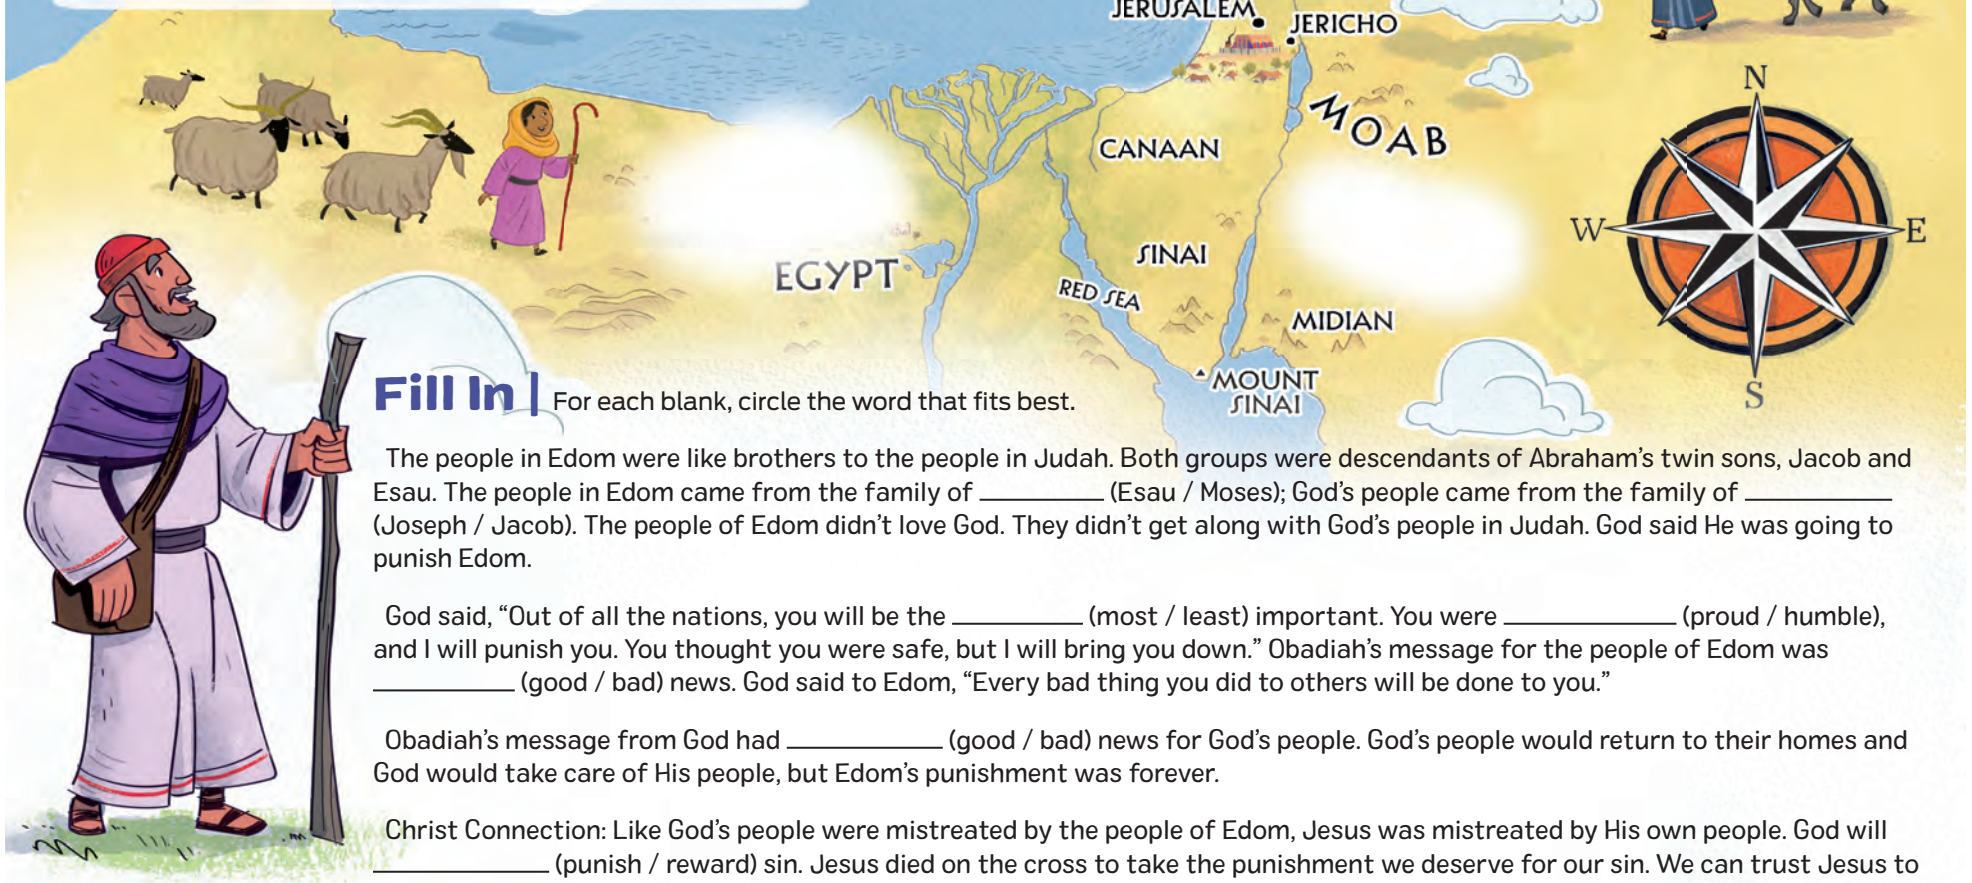 JERUSALEM
JERICHO
MOAB
CANAAN
N
W
E
S
SINAI
EGYPT
RED SEA
MIDIAN
MOUNT
SINAI
Fill In | For each blank, circle the word that fits best.
The people in Edom were like brothers to the people in Judah. Both groups were descendants of Abraham’s twin sons, Jacob and
Esau. The people in Edom came from the family of __________ (Esau / Moses); God’s people came from the family of ____________
(Joseph / Jacob). The people of Edom didn’t love God. They didn’t get along with God’s people in Judah. God said He was going to
punish Edom.
God said, “Out of all the nations, you will be the ___________ (most / least) important. You were ______________ (proud / humble),
and I will punish you. You thought you were safe, but I will bring you down.” Obadiah’s message for the people of Edom was
____________ (good / bad) news. God said to Edom, “Every bad thing you did to others will be done to you.”
Obadiah’s message from God had _____________ (good / bad) news for God’s people. God’s people would return to their homes and
God would take care of His people, but Edom’s punishment was forever.
Christ Connection: Like God’s people were mistreated by the people of Edom, Jesus was mistreated by His own people. God will
_______________ (punish / reward) sin. Jesus died on the cross to take the punishment we deserve for our sin. We can trust Jesus to